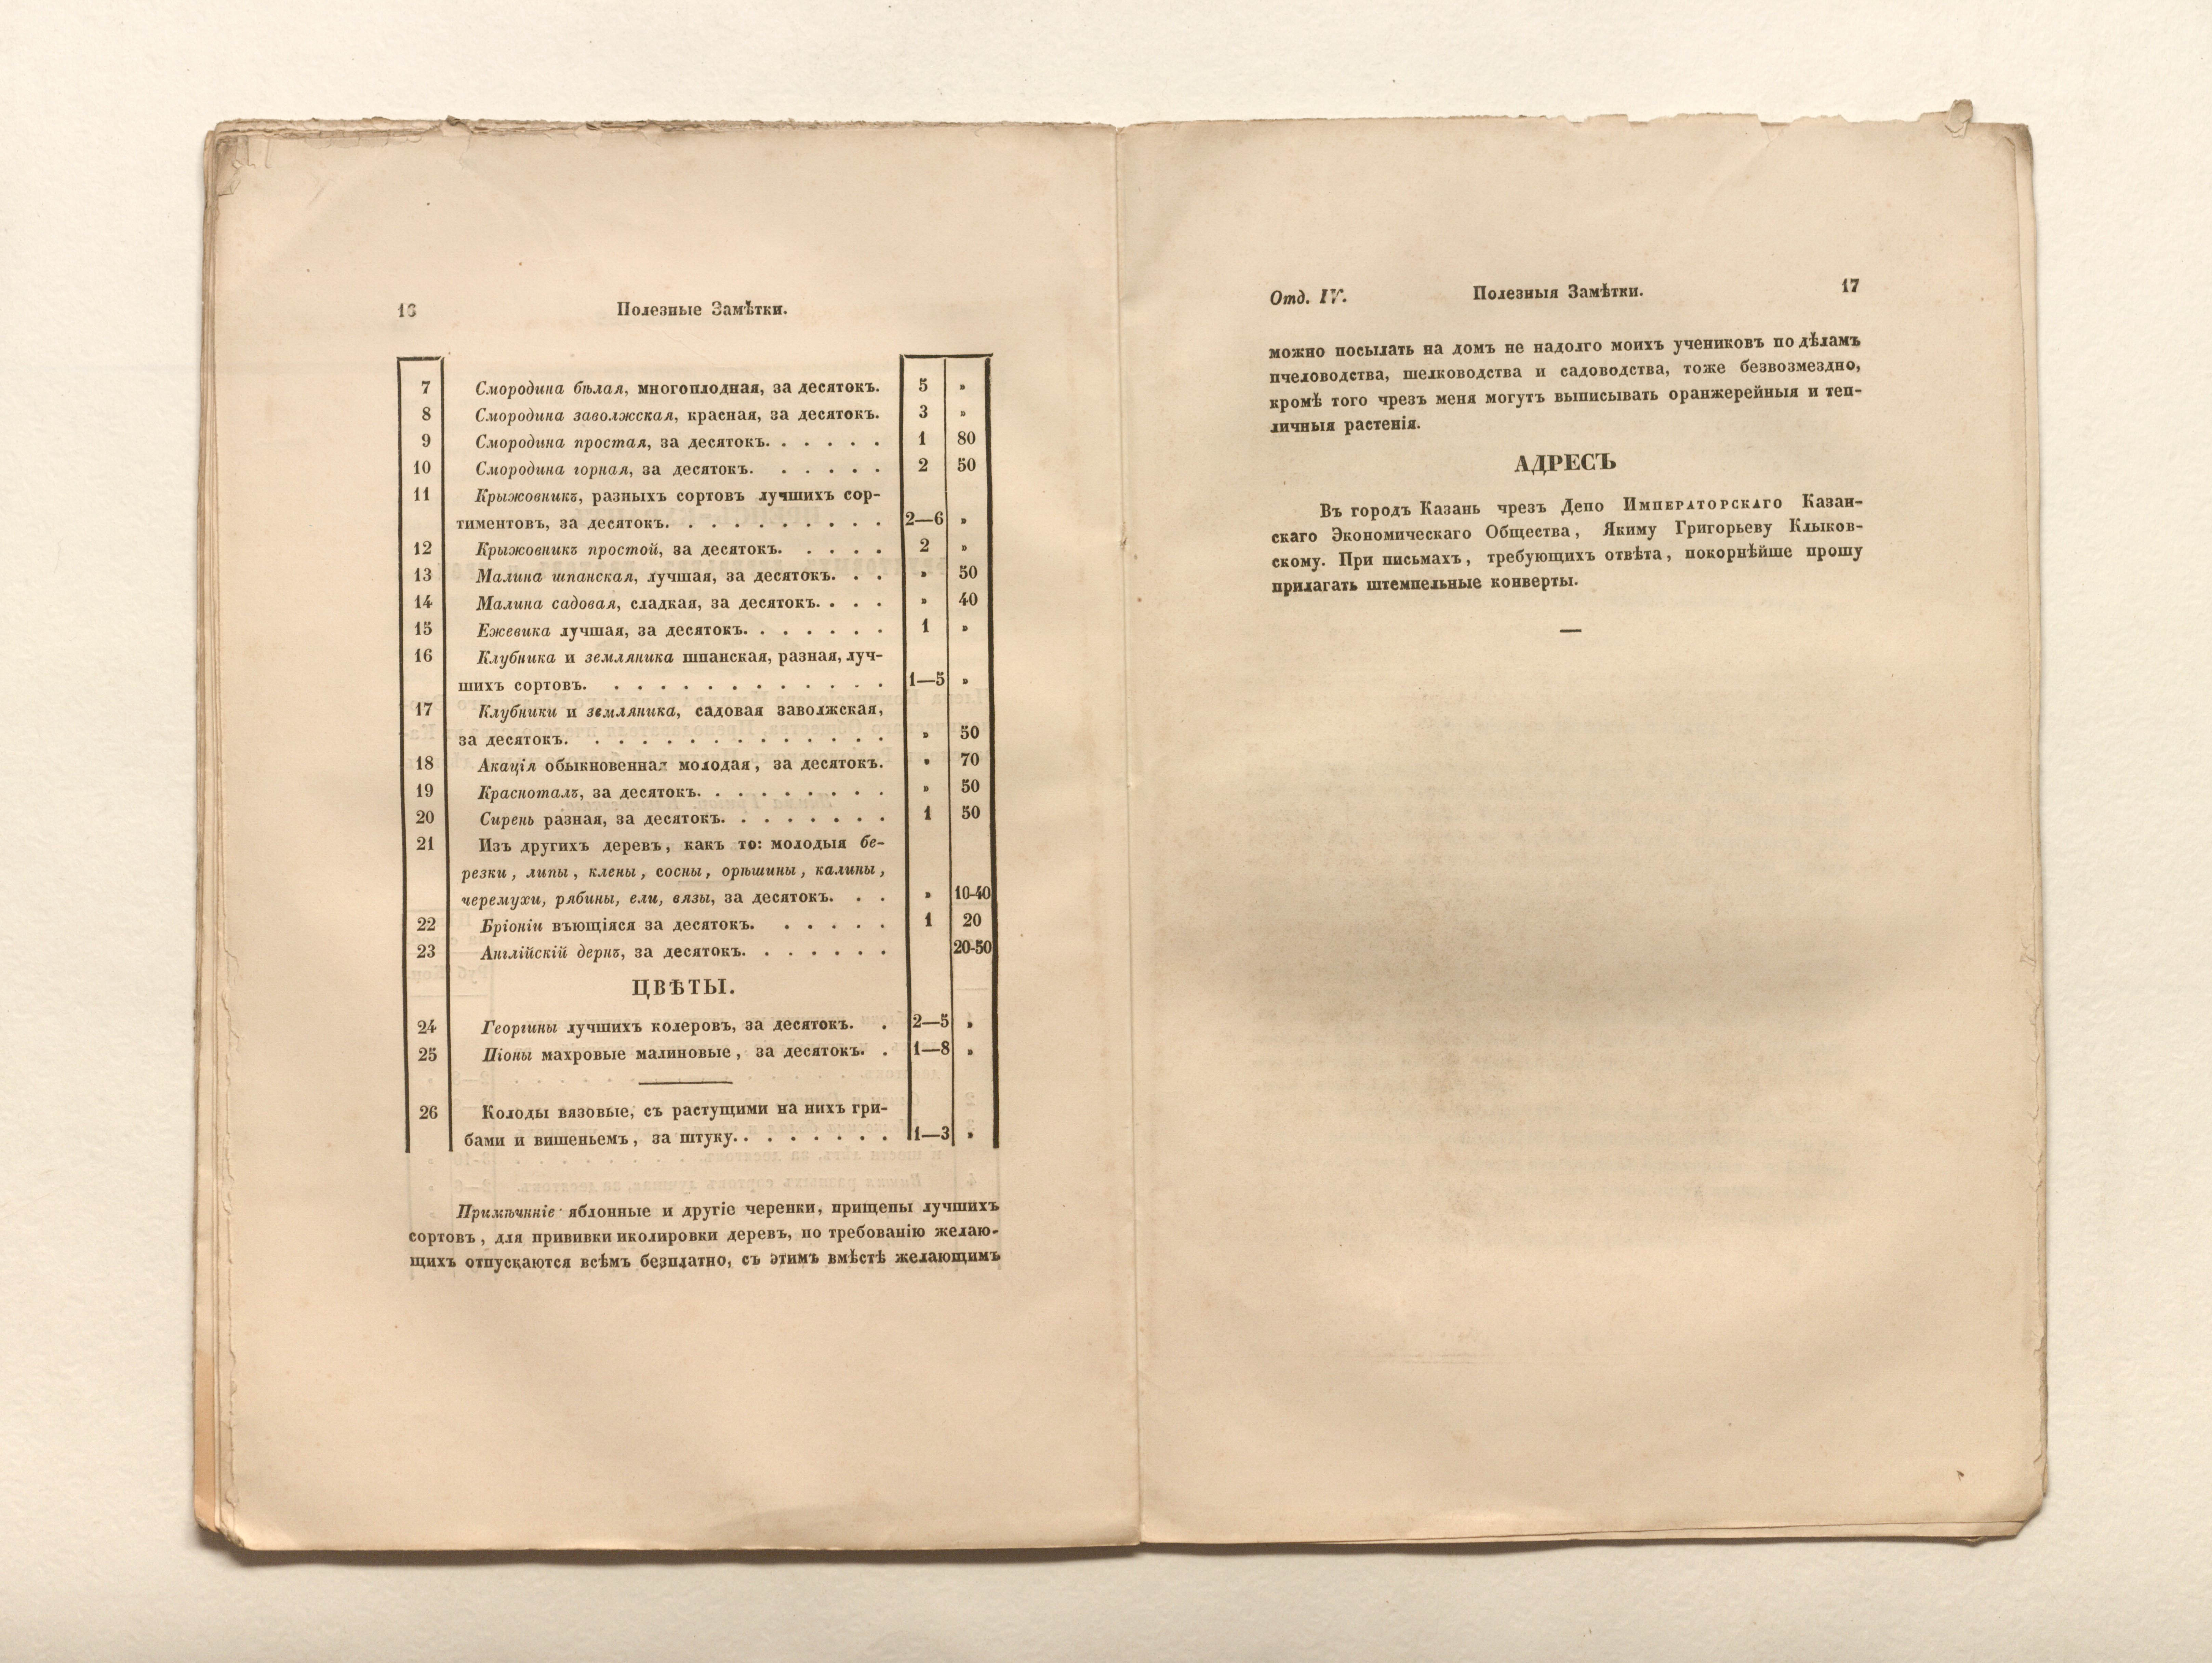 16 Полезные Замѣтки.
7 Смородина бѣлая, многоплодная, за десятокъ. 5 »
8 Смородина заволжская, красная, за десятокъ. 3 »
9 Смородина простая, за десятокъ. . . . . . 1 80
10 Смородина горная, за десятокъ. . . . . . 2 50
11 Крыжовникъ, разныхъ сортовъ лучшихъ сор-
тиментовъ, за десятокъ. . . . . . . . . . . 2—6 »
12 Крыжовникъ простой, за десятокъ. . . . . 2 »
13 Малина шпанская, лучшая, за десятокъ. . . » 50
14 Малина садовая, сладкая, за десятокъ. . . . » 40
15 Ежевика лучшая, за десятокъ. . . . . . . 1 »
16 Клубника и земляника шпанская, разная, луч-
шихъ сортовъ. . . . . . . . . . . . . . 1—5 »
17 Клубники и земляника, садовая заволжская,
за десятокъ. . . . . . . . . . . . . . . » 50
18 Акація обыкновенная молодая, за десятокъ. » 70
19 Красноталъ, за десятокъ. . . . . . . . . » 50
20 Сирень разная, за десятокъ. . . . . . . . 1 50
21 Изъ другихъ деревъ, какъ то: молодыя бе-
резки, липы, клены, сосны, орѣшины, калины,
черемухи, рябины, ели, вязы, за десятокъ. . . » 10-40
22 Бріоніи вьющіяся за десятокъ. . . . . . 1 20
23 Англійскій дернъ, за десятокъ. . . . . . . 20-50
ЦВѢТЫ.
24 Георгины лучшихъ колеровъ, за десятокъ. . 2—5 »
25 Піоны махровые малиновые, за десятокъ. . 1—8 »
26 Колоды вязовые, съ растущими на нихъ гри-
бами и вишеньемъ, за штуку. . . . . . . . 1—3 »
Примѣчнніе яблонные и другіе черенки, прищепы лучшихъ
сортовъ, для прививки иколировки деревъ, по требованію желаю-
щихъ отпускаются всѣмъ безплатно, съ этимъ вмѣстѣ желающимъ
Отд. IV. Полезныя Замѣтки. 17
можно посылать на домъ не надолго моихъ учениковъ по дѣламъ
пчеловодства, шелководства и садоводства, тоже безвозмездно,
кромѣ того чрезъ меня могутъ выписывать оранжерейныя и теп-
личныя растенія.
АДРЕСЪ
Въ городъ Казань чрезъ Депо Императорскаго Казан-
скаго Экономическаго Общества, Якиму Григорьеву Клыков-
скому. При письмахъ, требующихъ отвѣта, покорнѣйше прошу
прилагать штемпельные конверты.